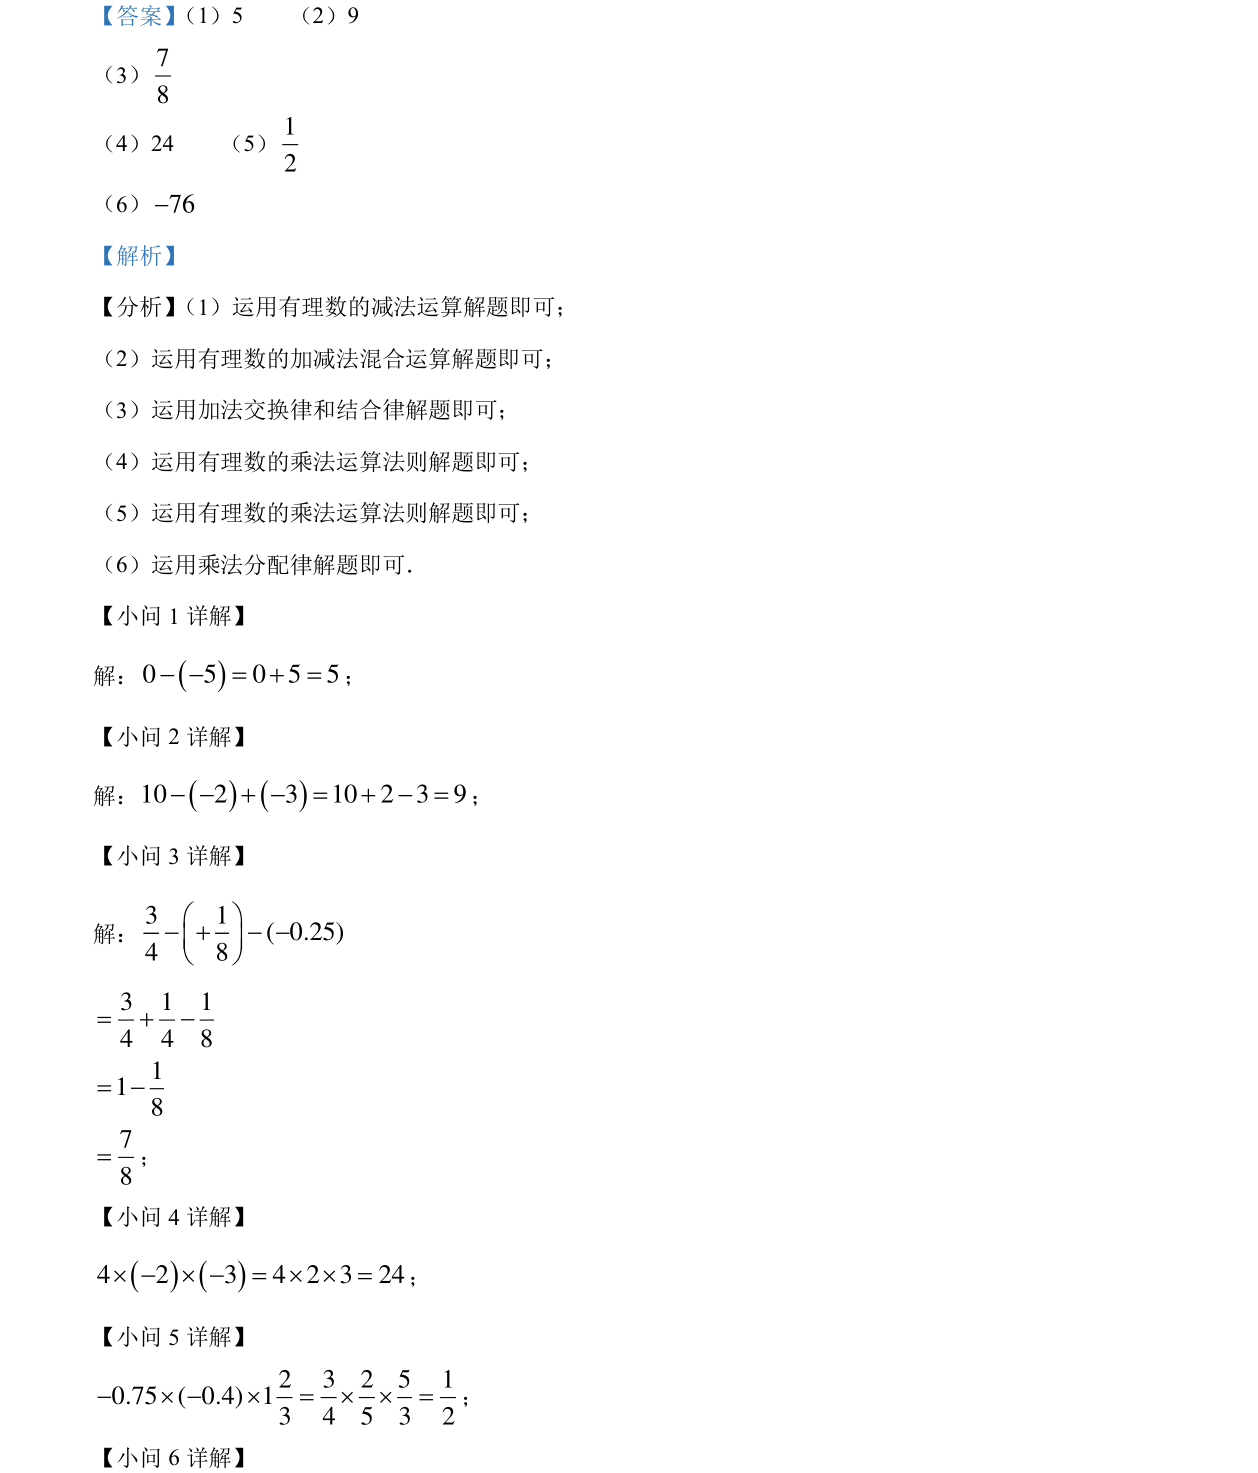 【答案】（1）5 （2）9
（3）7/8
（4）24 （5）1/2
（6）−76
【解析】
【分析】（1）运用有理数的减法运算解题即可；
（2）运用有理数的加减法混合运算解题即可；
（3）运用加法交换律和结合律解题即可；
（4）运用有理数的乘法运算法则解题即可；
（5）运用有理数的乘法运算法则解题即可；
（6）运用乘法分配律解题即可．
【小问 1 详解】
解：0−(−5)=0+5=5；
【小问 2 详解】
解：10−(−2)+(−3)=10+2−3=9；
【小问 3 详解】
解：3/4−(+1/8)−(−0.25)
=3/4+1/4−1/8
=1−1/8
=7/8；
【小问 4 详解】
4×(−2)×(−3)=4×2×3=24；
【小问 5 详解】
−0.75×(−0.4)×1 2/3=3/4×2/5×5/3=1/2；
【小问 6 详解】